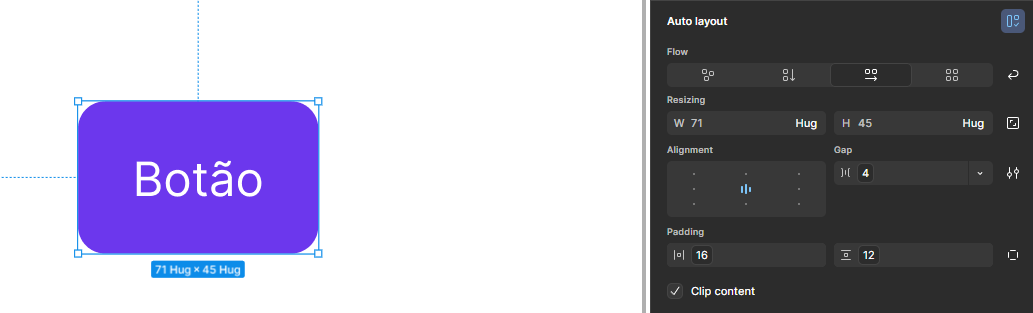 Botão
71 Hug × 45 Hug
Auto layout
Flow
Resizing
W 71 Hug H 45 Hug
Alignment Gap
4
Padding
16 12
Clip content